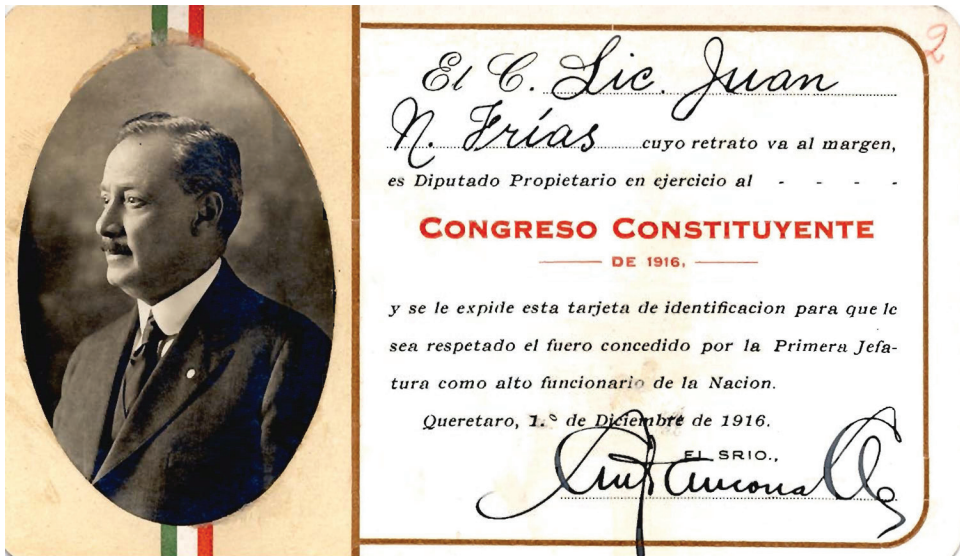 2
El C. Lic. Juan
N. Frías cuyo retrato va al margen,
es Diputado Propietario en ejercicio al - - - -
CONGRESO CONSTITUYENTE
DE 1916,
y se le expide esta tarjeta de identificacion para que le
sea respetado el fuero concedido por la Primera Jefa-
tura como alto funcionario de la Nacion.
Queretaro, 1.º de Diciembre de 1916.
EL SRIO.,
Ancona